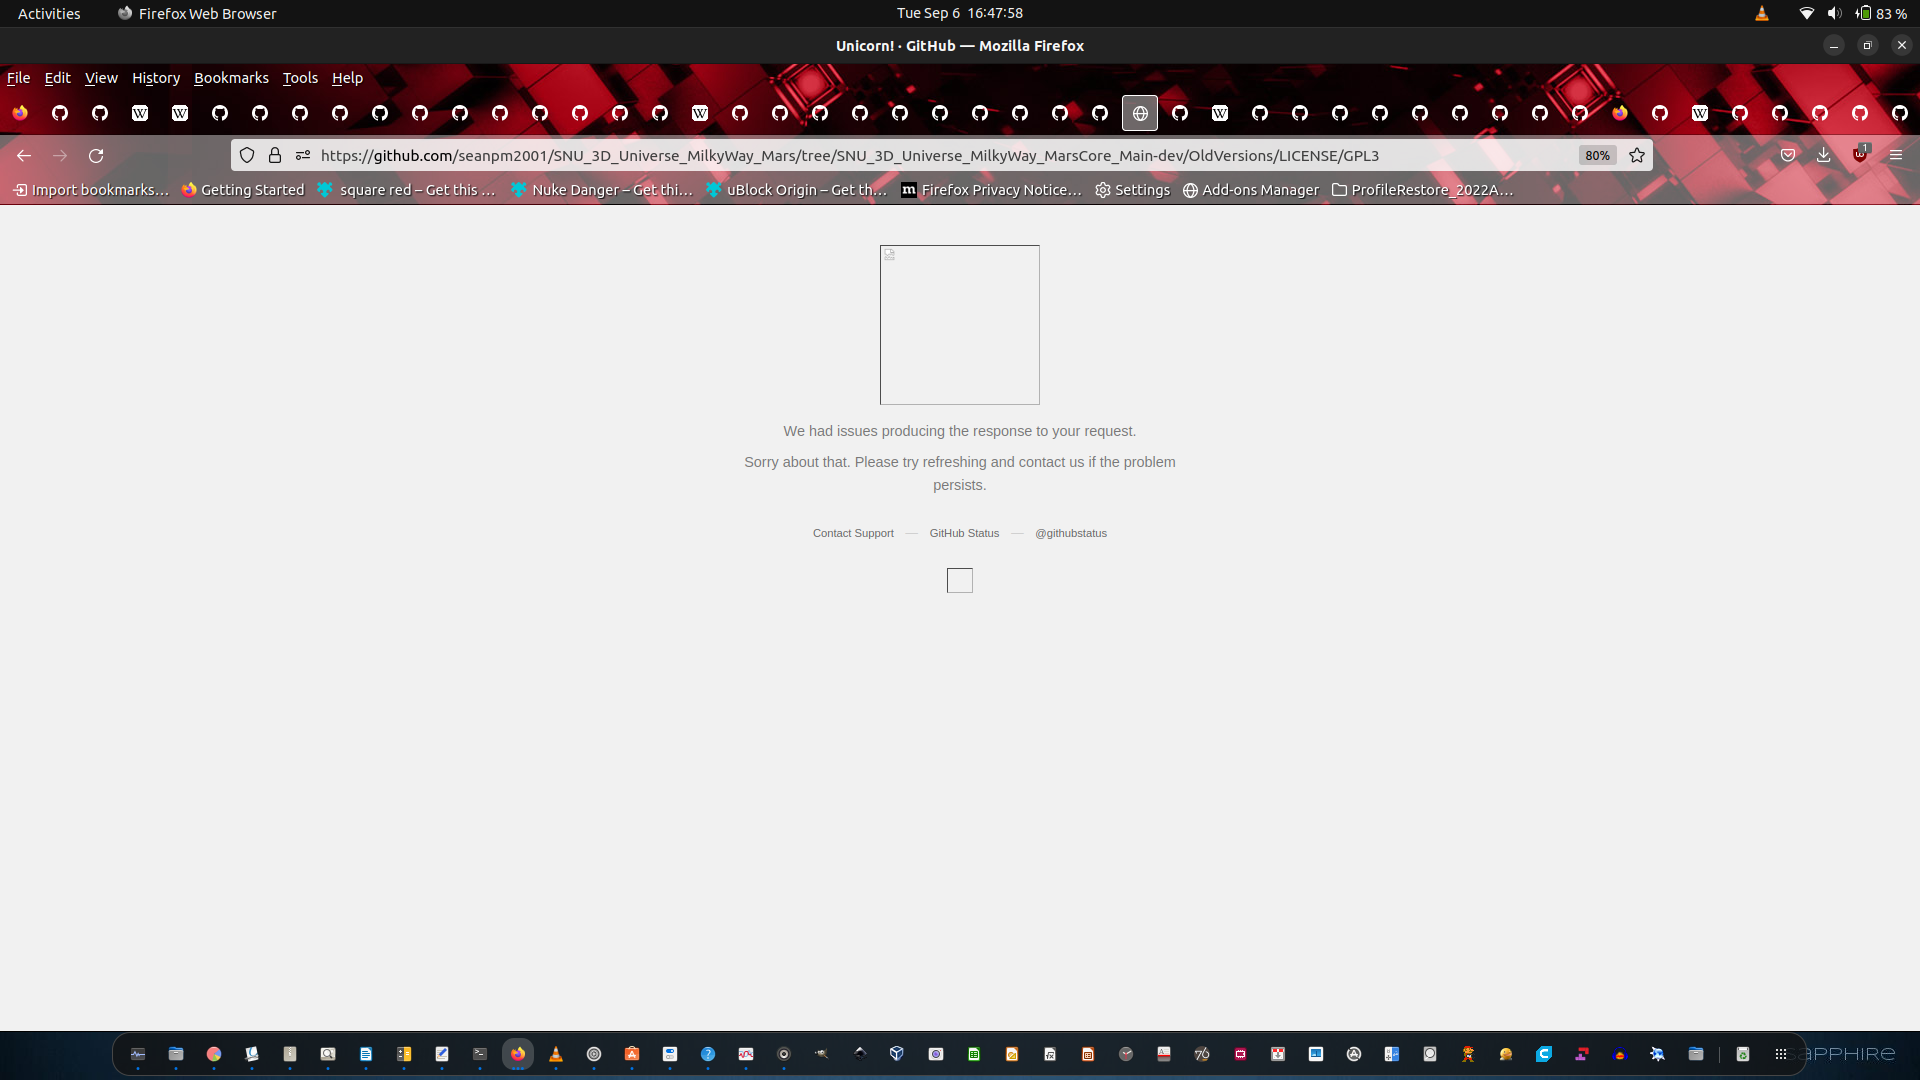 Activities Firefox Web Browser Tue Sep 6 16:47:58 83 %
Unicorn! · GitHub — Mozilla Firefox
File Edit View History Bookmarks Tools Help
https://github.com/seanpm2001/SNU_3D_Universe_MilkyWay_Mars/tree/SNU_3D_Universe_MilkyWay_MarsCore_Main-dev/OldVersions/LICENSE/GPL3 80% 1
Import bookmarks… Getting Started square red – Get this … Nuke Danger – Get thi… uBlock Origin – Get th… Firefox Privacy Notice… Settings Add-ons Manager ProfileRestore_2022A…
We had issues producing the response to your request.
Sorry about that. Please try refreshing and contact us if the problem
persists.
Contact Support — GitHub Status — @githubstatus
SAPPHIRE